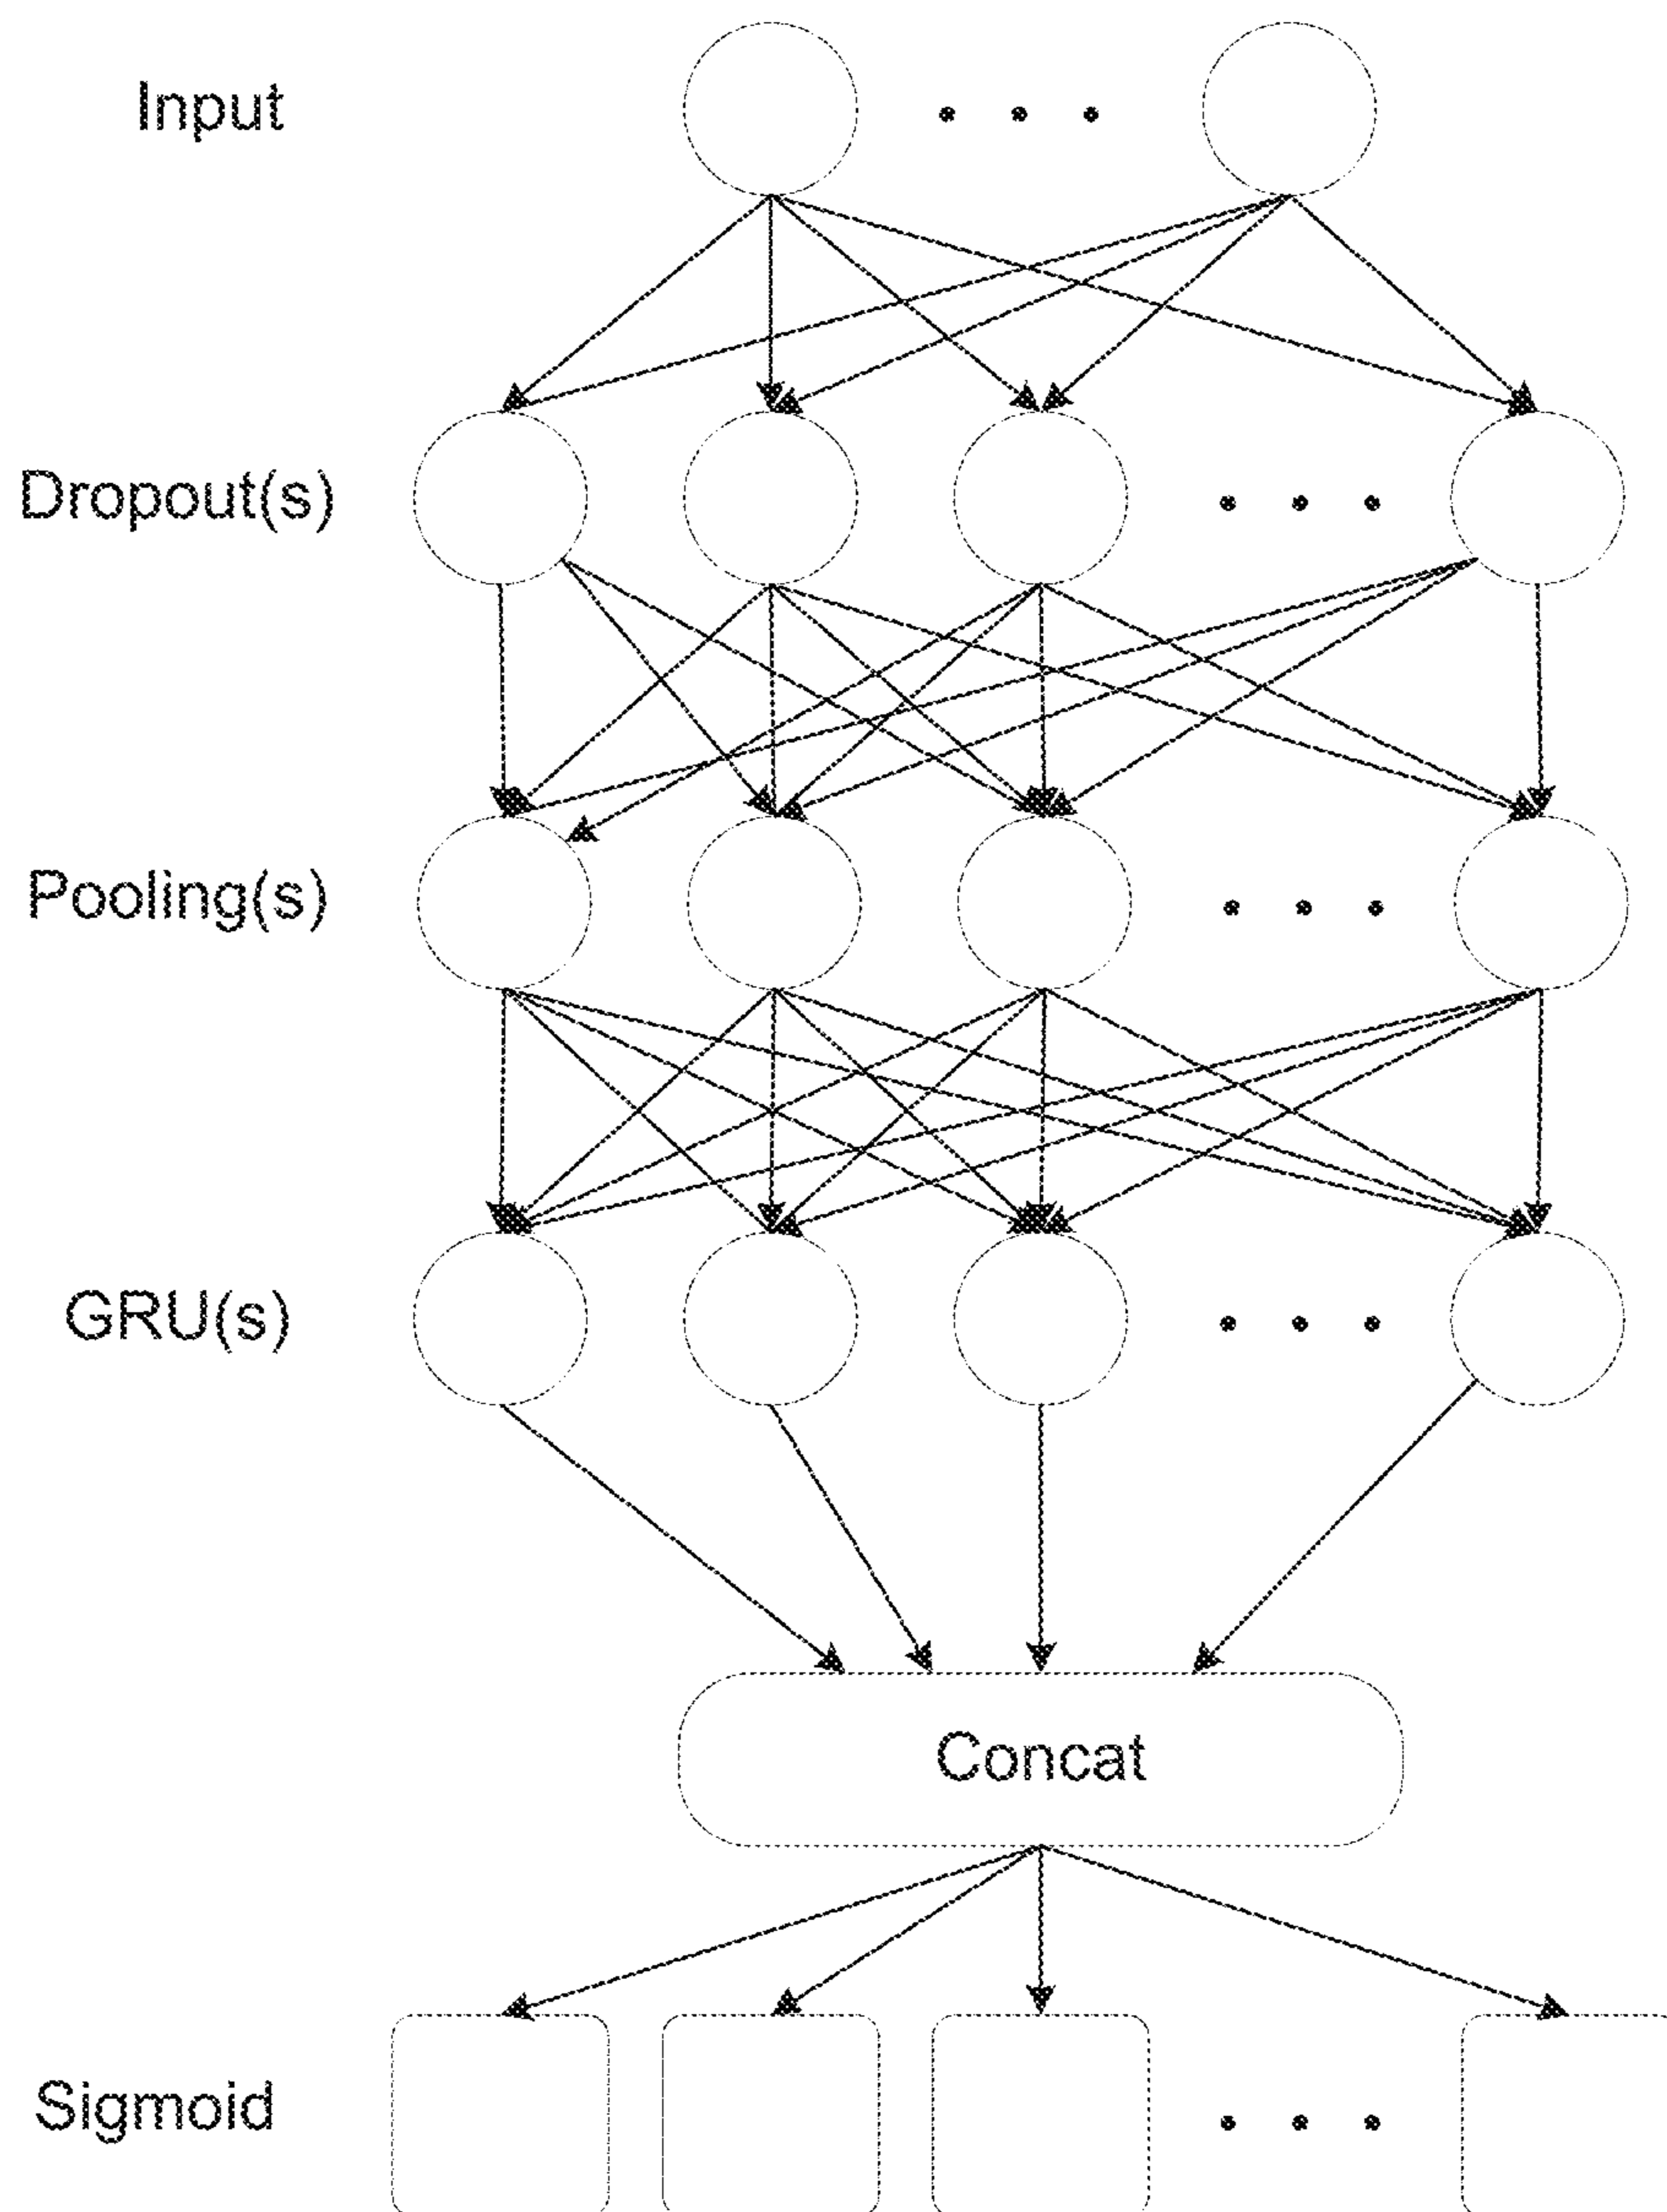 Input
Dropout(s)
Pooling(s)
GRU(s)
Concat
Sigmoid